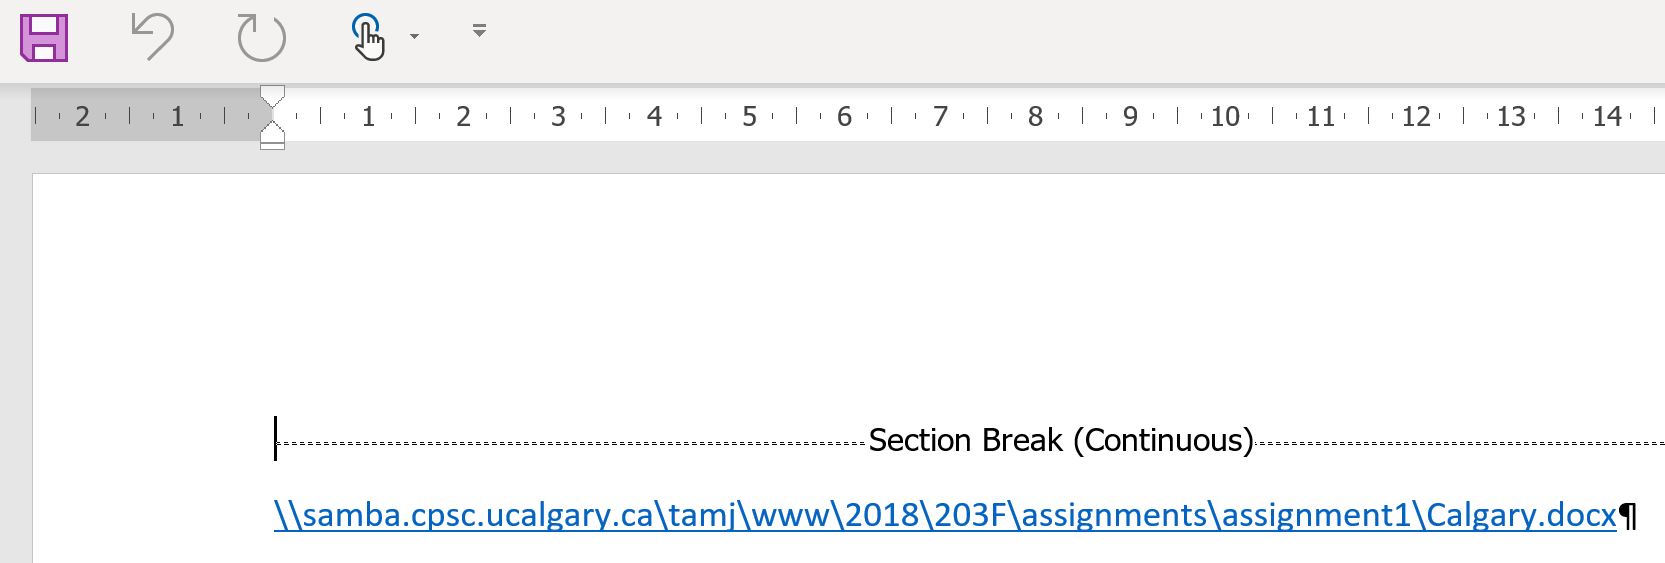 2 1 1 2 3 4 5 6 7 8 9 10 11 12 13 14
Section Break (Continuous)
\\samba.cpsc.ucalgary.ca\tamj\www\2018\203F\assignments\assignment1\Calgary.docx¶